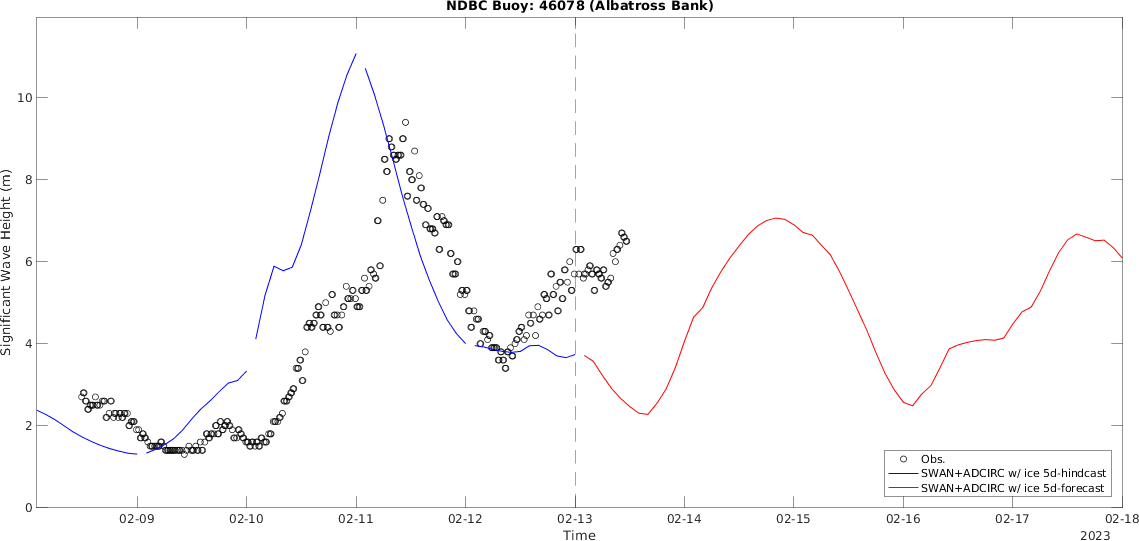 NDBC Buoy: 46078 (Albatross Bank)
Significant Wave Height (m)
10
8
6
4
2
0
Obs.
SWAN+ADCIRC w/ ice 5d-hindcast
SWAN+ADCIRC w/ ice 5d-forecast
02-09 02-10 02-11 02-12 02-13 02-14 02-15 02-16 02-17 02-18
Time
2023